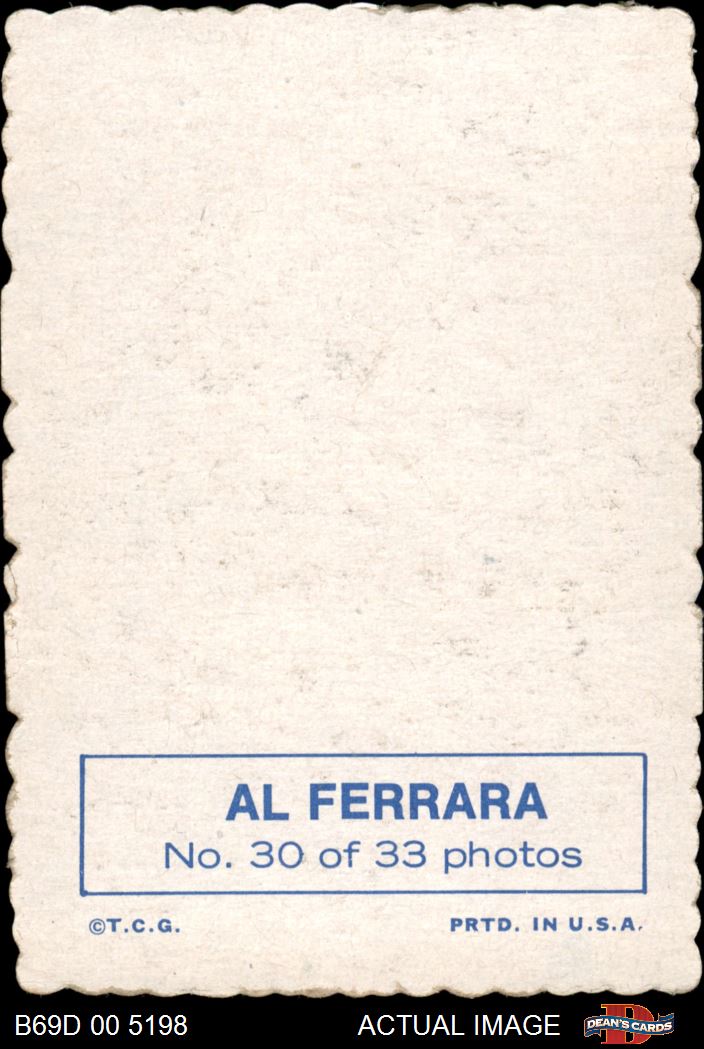 AL FERRARA
No. 30 of 33 photos
©T.C.G. PRTD. IN U.S.A.
B69D 00 5198 ACTUAL IMAGE DEAN'S CARDS